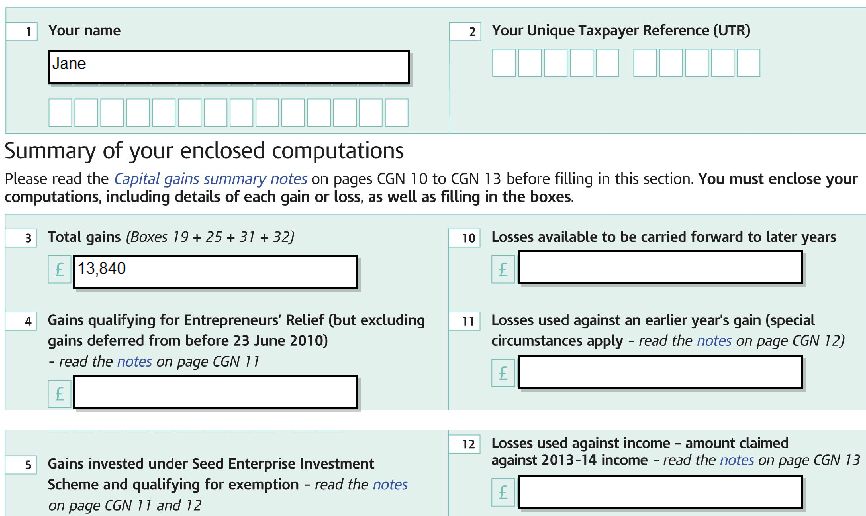 1 Your name
Jane
2 Your Unique Taxpayer Reference (UTR)
Summary of your enclosed computations
Please read the Capital gains summary notes on pages CGN 10 to CGN 13 before filling in this section. You must enclose your
computations, including details of each gain or loss, as well as filling in the boxes.
3 Total gains (Boxes 19 + 25 + 31 + 32)
£ 13,840
4 Gains qualifying for Entrepreneurs' Relief (but excluding
gains deferred from before 23 June 2010)
– read the notes on page CGN 11
£
5 Gains invested under Seed Enterprise Investment
Scheme and qualifying for exemption – read the notes
on page CGN 11 and 12
10 Losses available to be carried forward to later years
£
11 Losses used against an earlier year's gain (special
circumstances apply – read the notes on page CGN 12)
£
12 Losses used against income – amount claimed
against 2013–14 income – read the notes on page CGN 13
£